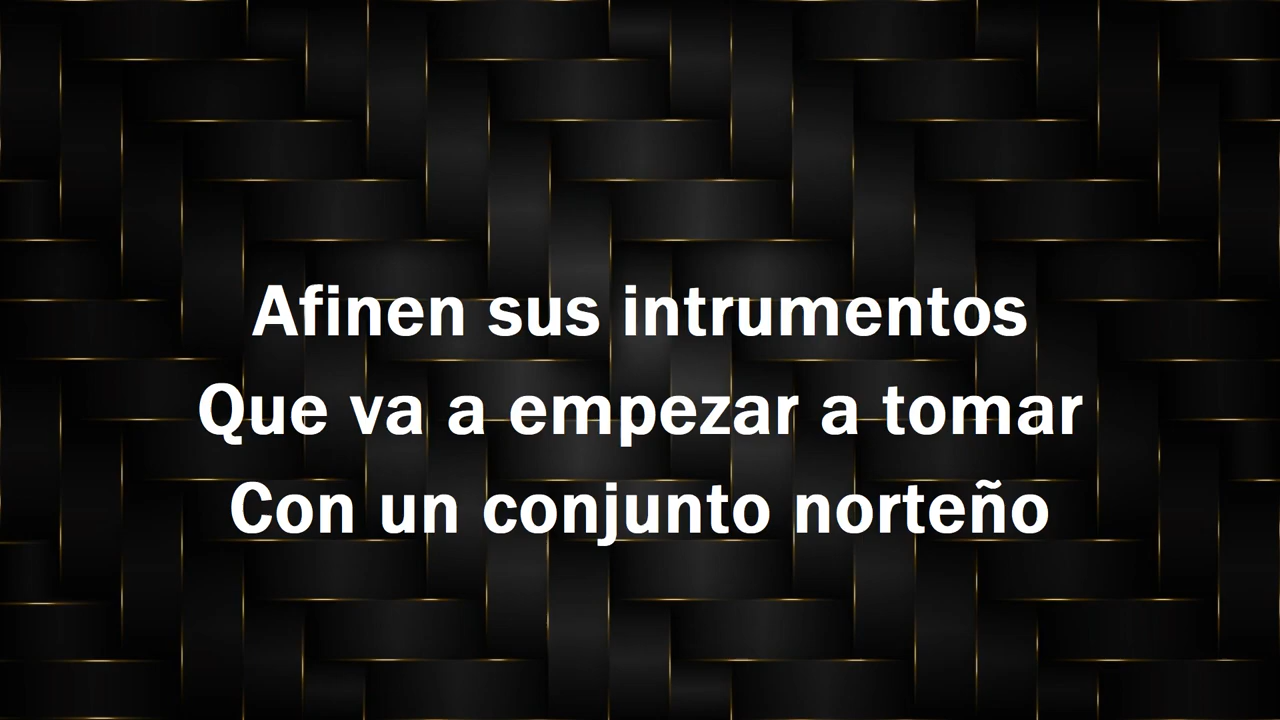 Afinen sus intrumentos
Que va a empezar a tomar
Con un conjunto norteño